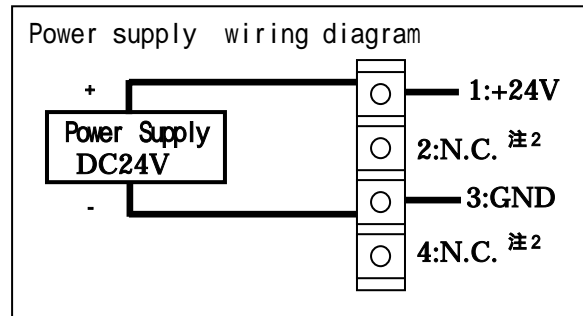 Power supply wiring diagram
+
Power Supply
DC24V
-
1:+24V
2:N.C. 注2
3:GND
4:N.C. 注2